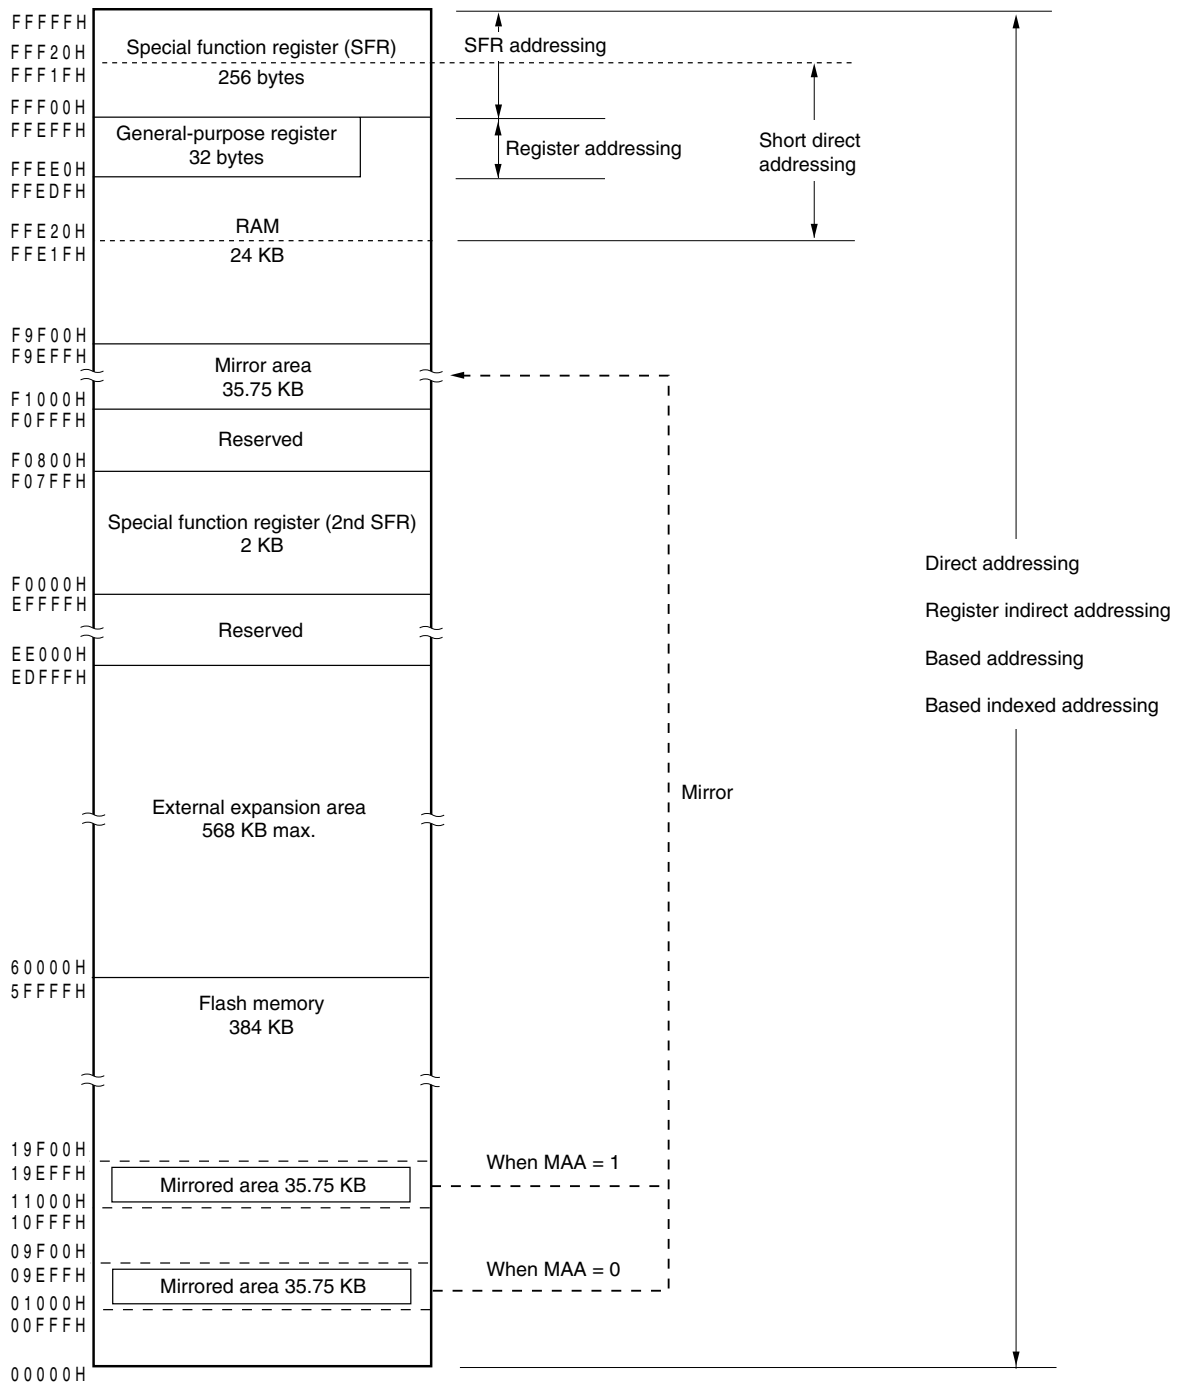 FFFFFH
SFR addressing
FFF20H
Special function register (SFR)
FFF1FH
256 bytes
FFF00H
FFEFFH
General-purpose register
32 bytes
Register addressing
Short direct
addressing
FFEE0H
FFEDFH
FFE20H
RAM
FFE1FH
24 KB
F9F00H
F9EFFH
Mirror area
35.75 KB
F1000H
F0FFFH
Reserved
F0800H
F07FFH
Special function register (2nd SFR)
2 KB
F0000H
EFFFFH
Reserved
EE000H
EDFFFH
Direct addressing
Register indirect addressing
Based addressing
Based indexed addressing
Mirror
External expansion area
568 KB max.
60000H
5FFFFH
Flash memory
384 KB
19F00H
19EFFH
When MAA = 1
Mirrored area 35.75 KB
11000H
10FFFH
09F00H
09EFFH
When MAA = 0
Mirrored area 35.75 KB
01000H
00FFFH
00000H